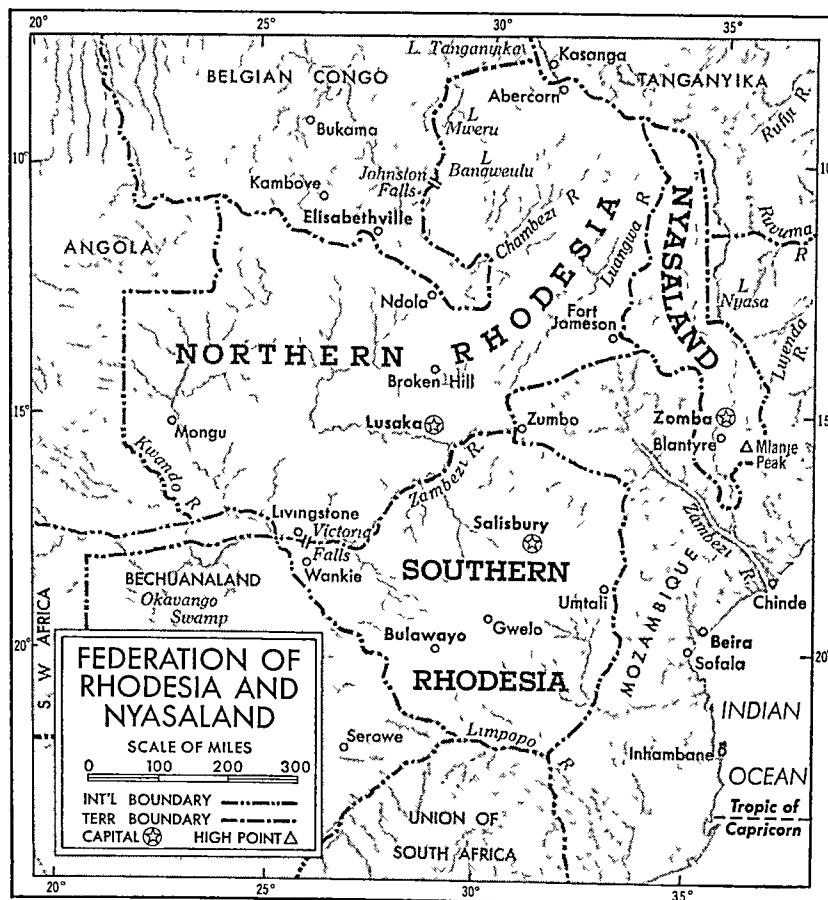 20°
25°
30°
35°
L. Tanganyika
Kasanga
BELGIAN CONGO
TANGANYIKA
Abercorn
Bukama
L
Mweru
Rufiji R.
10°
10°
Johnston
Falls
L
Bangweulu
Kambove
Elisabethville
Chambezi R
Luangwa R
NYASALAND
Ruvuma
R
ANGOLA
L
Nyasa
Ndola
Fort
Jameson
Lujenda
R.
NORTHERN RHODESIA
Broken Hill
15°
15°
Mongu
Lusaka
Zumbo
Zomba
Blantyre
Mlanje
Peak
Kwando R
Zambezi R.
Zambezi
R.
Livingstone
Victoria
Falls
Salisbury
Wankie
SOUTHERN
BECHUANALAND
Okavango
Swamp
Umtali
MOZAMBIQUE
Chinde
S. W AFRICA
20°
20°
Bulawayo
Gwelo
Beira
Sofala
RHODESIA
FEDERATION OF
RHODESIA AND
NYASALAND
SCALE OF MILES
0 100 200 300
INT'L BOUNDARY
TERR BOUNDARY
CAPITAL HIGH POINT
INDIAN
OCEAN
Serawe
Limpopo
R
Inhambane
Tropic of
Capricorn
UNION OF
SOUTH AFRICA
20°
25°
30°
35°